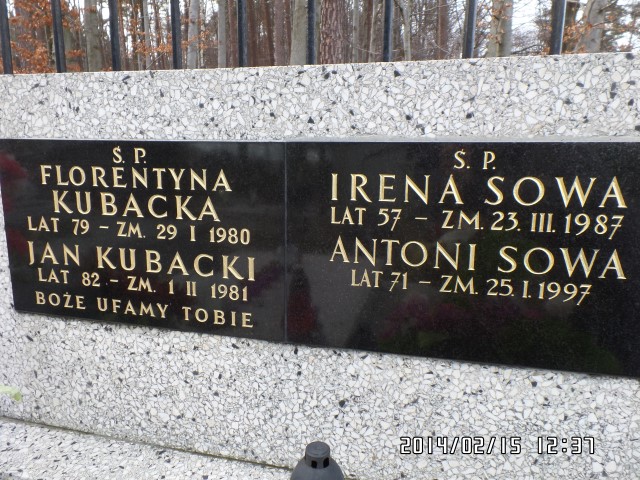 Ś. P.
FLORENTYNA
KUBACKA
LAT 79 - ZM. 29 I 1980
JAN KUBACKI
LAT 82 - ZM. 1 II 1981
BOŻE UFAMY TOBIE
Ś. P.
IRENA SOWA
LAT 57 - ZM. 23. III. 1987
ANTONI SOWA
LAT 71 - ZM. 25. I. 1997
2014/02/15 12:37